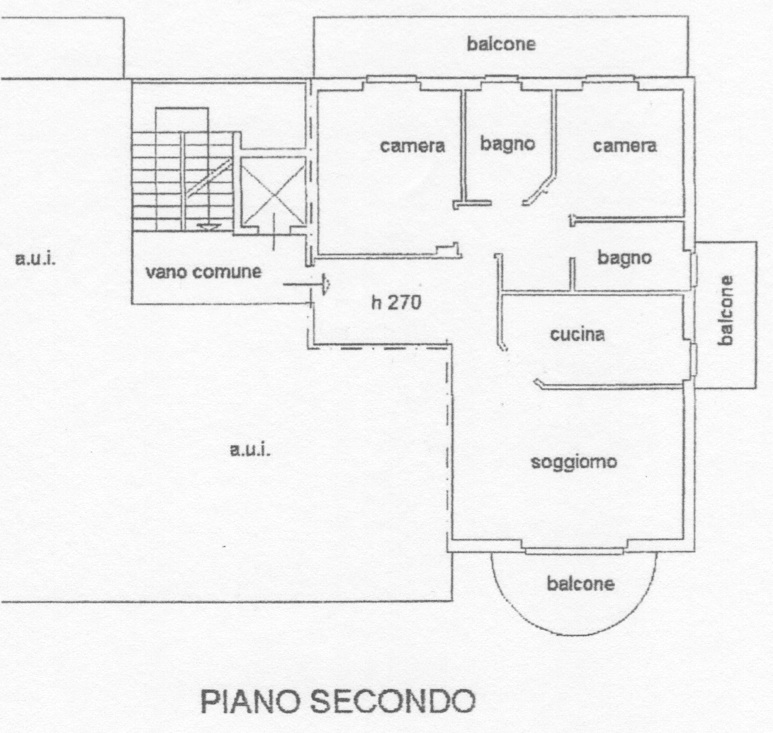 balcone
camera
bagno
camera
a.u.i.
vano comune
bagno
h 270
balcone
cucina
a.u.i.
soggiorno
balcone
PIANO SECONDO